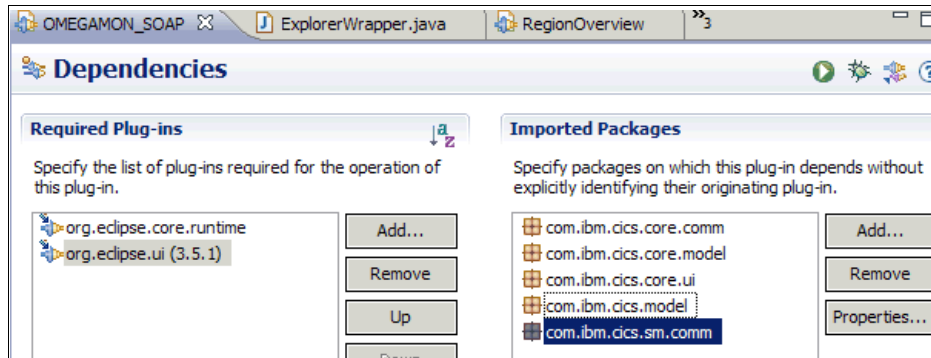 OMEGAMON_SOAP
ExplorerWrapper.java
RegionOverview
»3
Dependencies
Required Plug-ins
a
z
Specify the list of plug-ins required for the operation of
this plug-in.
org.eclipse.core.runtime
org.eclipse.ui (3.5.1)
Add...
Remove
Up
Down
Imported Packages
Specify packages on which this plug-in depends without
explicitly identifying their originating plug-in.
com.ibm.cics.core.comm
com.ibm.cics.core.model
com.ibm.cics.core.ui
com.ibm.cics.model
com.ibm.cics.sm.comm
Add...
Remove
Properties...